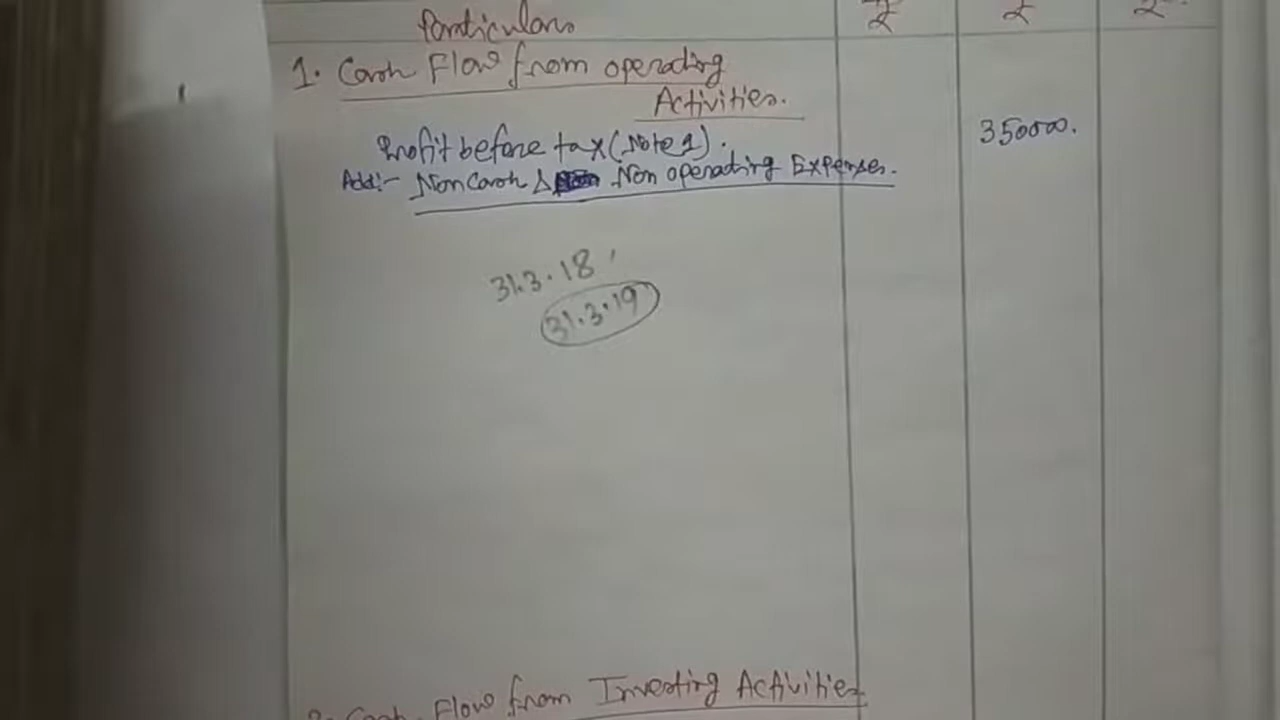 Particulars ₹ ₹ ₹
1. Cash Flow from operating
Activities.
Profit before tax (Note 1). 350000.
Add:- Non Cash & Non operating Expenses.
31.3.18
31.3.19
2. Cash Flow from Investing Activities